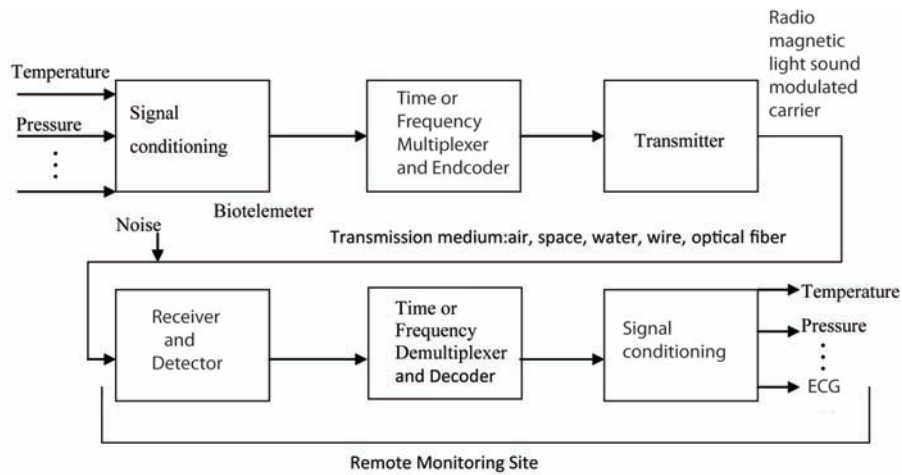 Radio
magnetic
light sound
modulated
carrier
Temperature
Pressure
Signal
conditioning
Time or
Frequency
Multiplexer
and Endcoder
Transmitter
Biotelemeter
Noise
Transmission medium:air, space, water, wire, optical fiber
Receiver
and
Detector
Time or
Frequency
Demultiplexer
and Decoder
Signal
conditioning
Temperature
Pressure
ECG
Remote Monitoring Site